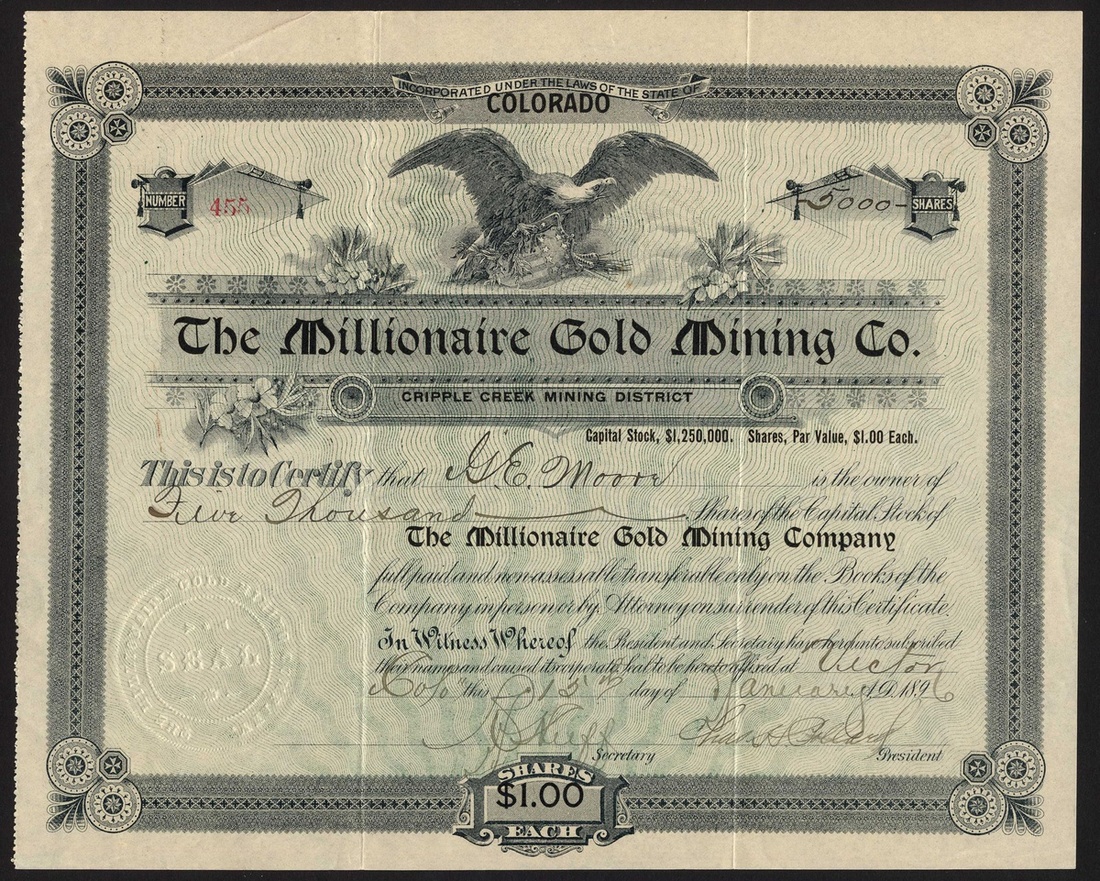 INCORPORATED UNDER THE LAWS OF THE STATE OF
COLORADO
NUMBER 455
5000- SHARES
The Millionaire Gold Mining Co.
CRIPPLE CREEK MINING DISTRICT
Capital Stock, $1,250,000. Shares, Par Value, $1.00 Each.
This is to Certify that G.E. Moore is the owner of
Five Thousand Shares of the Capital Stock of
The Millionaire Gold Mining Company
full paid and non-assessable transferable only on the Books of the
Company in person or by Attorney on surrender of this Certificate.
In Witness Whereof the President and Secretary have hereunto subscribed
their names and caused its corporate seal to be hereto affixed at Victor
Colo this 15th day of January A.D. 1896
Secretary President
SEAL
SHARES
$1.00
EACH